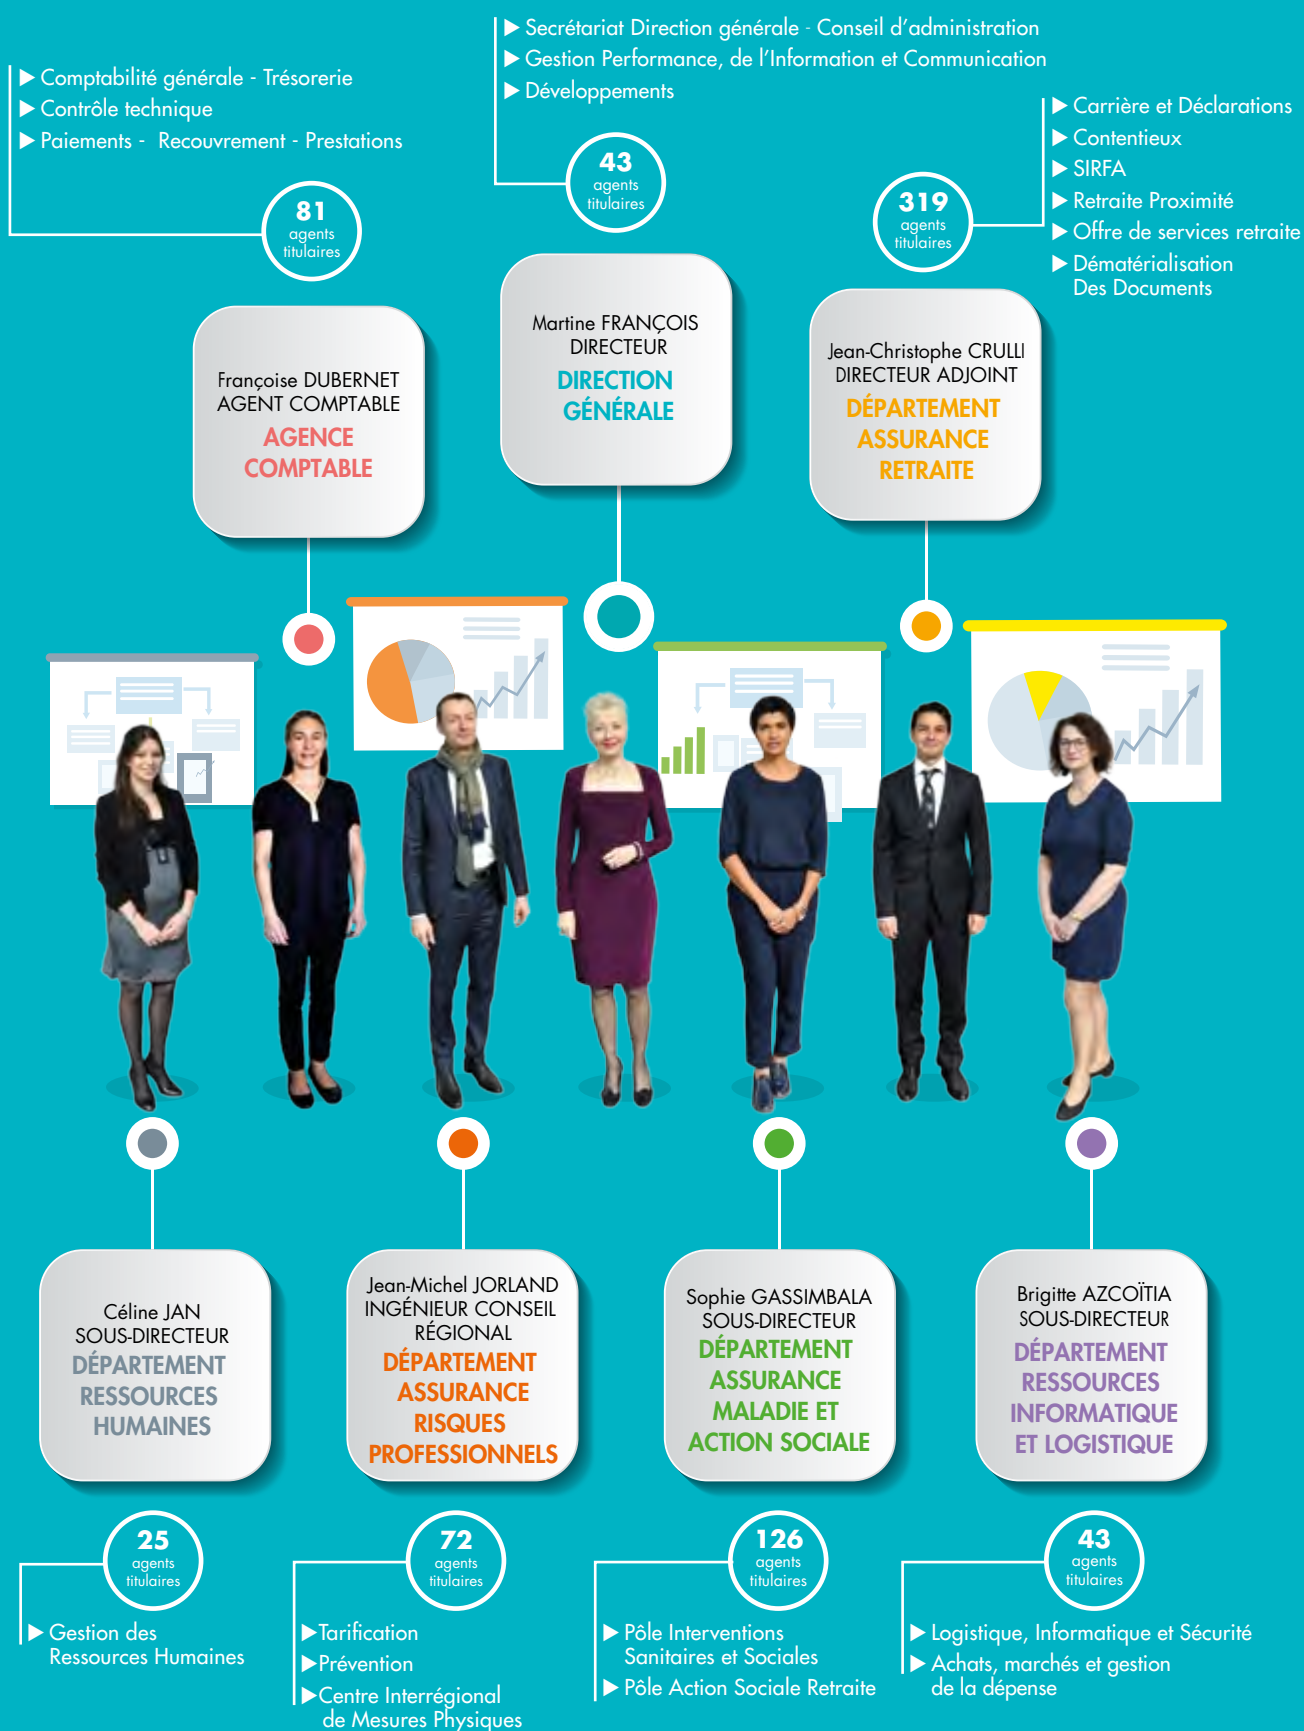 ▶ Secrétariat Direction générale - Conseil d'administration
▶ Gestion Performance, de l'Information et Communication
▶ Développements
▶ Comptabilité générale - Trésorerie
▶ Contrôle technique
▶ Paiements - Recouvrement - Prestations
▶ Carrière et Déclarations
▶ Contentieux
▶ SIRFA
▶ Retraite Proximité
▶ Offre de services retraite
▶ Dématérialisation
Des Documents
81
agents
titulaires
43
agents
titulaires
319
agents
titulaires
Françoise DUBERNET
AGENT COMPTABLE
AGENCE
COMPTABLE
Martine FRANÇOIS
DIRECTEUR
DIRECTION
GÉNÉRALE
Jean-Christophe CRULLI
DIRECTEUR ADJOINT
DÉPARTEMENT
ASSURANCE
RETRAITE
Céline JAN
SOUS-DIRECTEUR
DÉPARTEMENT
RESSOURCES
HUMAINES
Jean-Michel JORLAND
INGÉNIEUR CONSEIL
RÉGIONAL
DÉPARTEMENT
ASSURANCE
RISQUES
PROFESSIONNELS
Sophie GASSIMBALA
SOUS-DIRECTEUR
DÉPARTEMENT
ASSURANCE
MALADIE ET
ACTION SOCIALE
Brigitte AZCOÏTIA
SOUS-DIRECTEUR
DÉPARTEMENT
RESSOURCES
INFORMATIQUE
ET LOGISTIQUE
25
agents
titulaires
▶ Gestion des
Ressources Humaines
72
agents
titulaires
▶Tarification
▶Prévention
▶Centre Interrégional
de Mesures Physiques
126
agents
titulaires
▶ Pôle Interventions
Sanitaires et Sociales
▶ Pôle Action Sociale Retraite
43
agents
titulaires
▶ Logistique, Informatique et Sécurité
▶ Achats, marchés et gestion
de la dépense